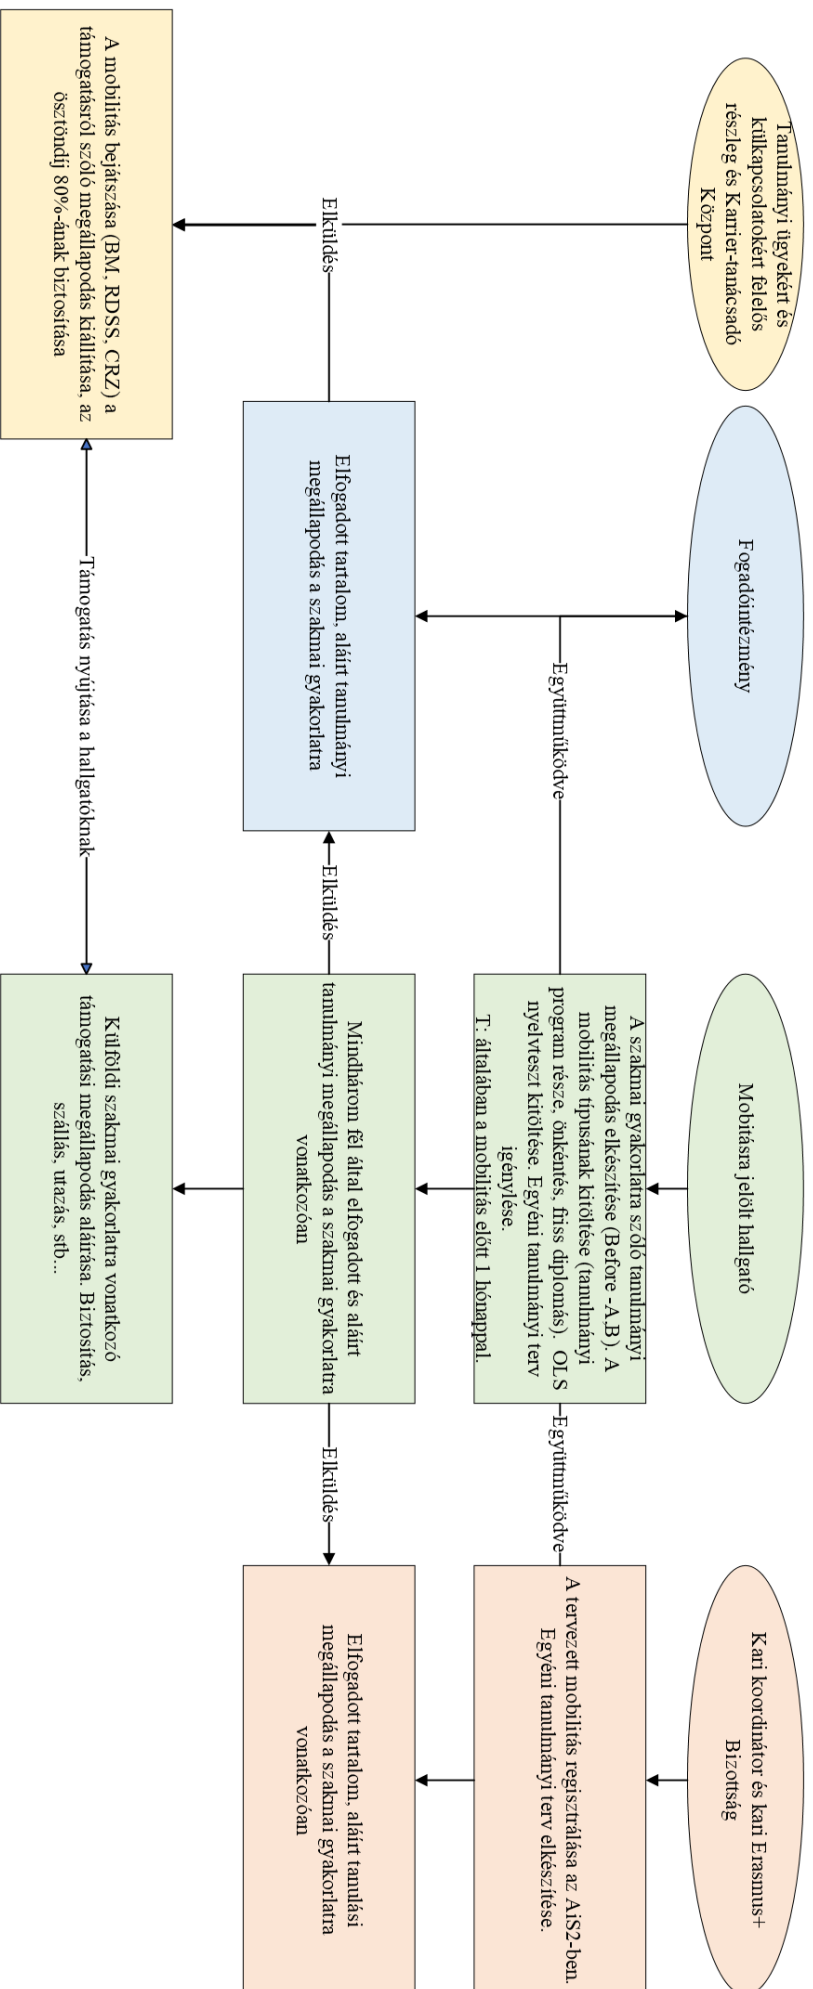 Tanulmányi ügyekért és
külkapcsolatokért felelős
részleg és Karrier-tanácsadó
Központ
Fogadóintézmény
Mobitásra jelölt hallgató
Kari koordinátor és kari Erasmus+
Bizottság
A szakmai gyakorlatra szóló tanulmányi
megállapodás elkészítése (Before -A,B). A
mobilitás típusának kitöltése (tanulmányi
program része, önkéntés, friss diplomás). OLS
nyelvteszt kitöltése. Egyéni tanulmányi terv
igénylése.
T: általában a mobilitás előtt 1 hónappal.
Együttműködve
Együttműködve
A tervezett mobilitás regisztrálása az AiS2-ben.
Egyéni tanulmányi terv elkészítése.
Elküldés
Elfogadott tartalom, aláírt tanulmányi
megállapodás a szakmai gyakorlatra
Elküldés
Mindhárom fél által elfogadott és aláírt
tanulmányi megállapodás a szakmai gyakorlatra
vonatkozóan
Elküldés
Elfogadott tartalom, aláírt tanulási
megállapodás a szakmai gyakorlatra
vonatkozóan
A mobilitás bejátszása (BM, RDSS, CRZ) a
támogatásról szóló megállapodás kiállítása, az
ösztöndíj 80%-ának biztosítása
Támogatás nyújtása a hallgatóknak
Külföldi szakmai gyakorlatra vonatkozó
támogatási megállapodás aláírása. Biztosítás,
szállás, utazás, stb...